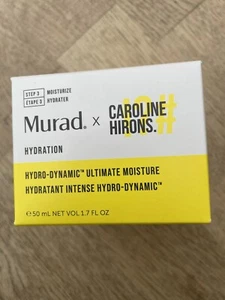 STEP 3
ÉTAPE 3
MOISTURIZE
HYDRATER
Murad. x CAROLINE HIRONS.
#
HYDRATION
HYDRO-DYNAMIC™ ULTIMATE MOISTURE
HYDRATANT INTENSE HYDRO-DYNAMIC™
℮ 50 mL NET VOL 1.7 FL OZ